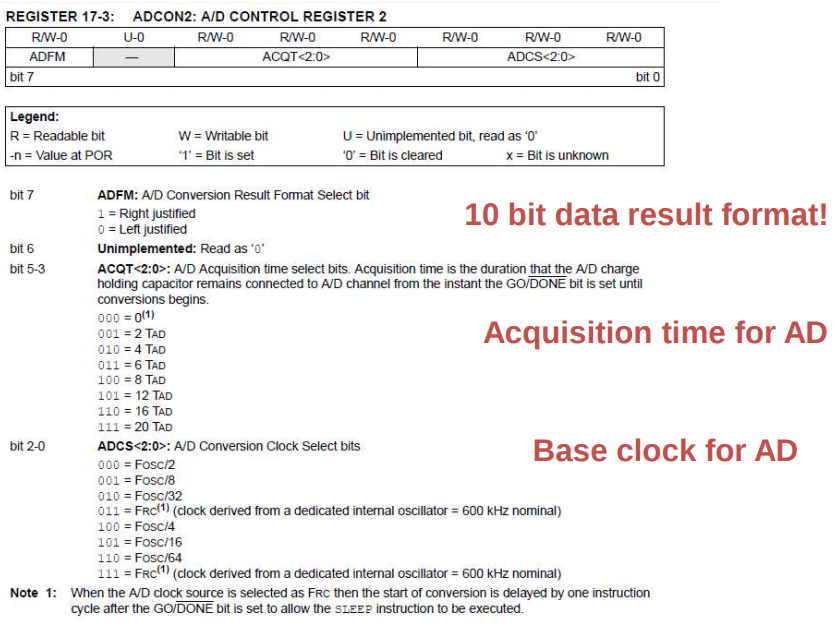 REGISTER 17-3: ADCON2: A/D CONTROL REGISTER 2
R/W-0 U-0 R/W-0 R/W-0 R/W-0 R/W-0 R/W-0 R/W-0
ADFM — ACQT<2:0> ADCS<2:0>
bit 7 bit 0
Legend:
R = Readable bit W = Writable bit U = Unimplemented bit, read as ‘0’
-n = Value at POR ‘1’ = Bit is set ‘0’ = Bit is cleared x = Bit is unknown
bit 7 ADFM: A/D Conversion Result Format Select bit
1 = Right justified
0 = Left justified
10 bit data result format!
bit 6 Unimplemented: Read as ‘0’
bit 5-3 ACQT<2:0>: A/D Acquisition time select bits. Acquisition time is the duration that the A/D charge
holding capacitor remains connected to A/D channel from the instant the GO/DONE bit is set until
conversions begins.
000 = 0(1)
001 = 2 TAD
010 = 4 TAD
011 = 6 TAD
100 = 8 TAD
101 = 12 TAD
110 = 16 TAD
111 = 20 TAD
Acquisition time for AD
bit 2-0 ADCS<2:0>: A/D Conversion Clock Select bits
000 = FOSC/2
001 = FOSC/8
010 = FOSC/32
011 = FRC(1) (clock derived from a dedicated internal oscillator = 600 kHz nominal)
100 = FOSC/4
101 = FOSC/16
110 = FOSC/64
111 = FRC(1) (clock derived from a dedicated internal oscillator = 600 kHz nominal)
Base clock for AD
Note 1: When the A/D clock source is selected as FRC then the start of conversion is delayed by one instruction
cycle after the GO/DONE bit is set to allow the SLEEP instruction to be executed.